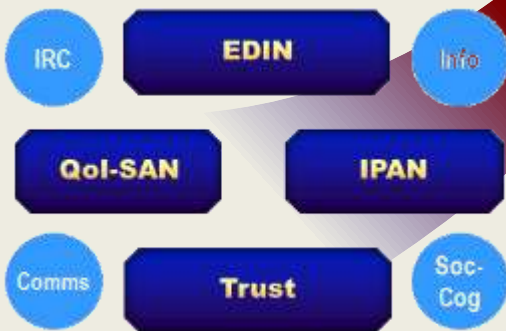 IRC
EDIN
Info
QoI-SAN
IPAN
Comms
Trust
Soc-
Cog